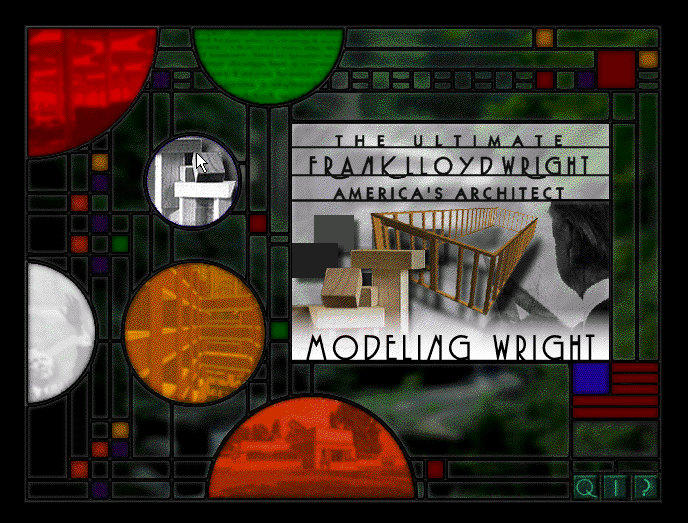 THE ULTIMATE
FRANK LLOYD WRIGHT
AMERICA'S ARCHITECT
MODELING WRIGHT
Q I ?